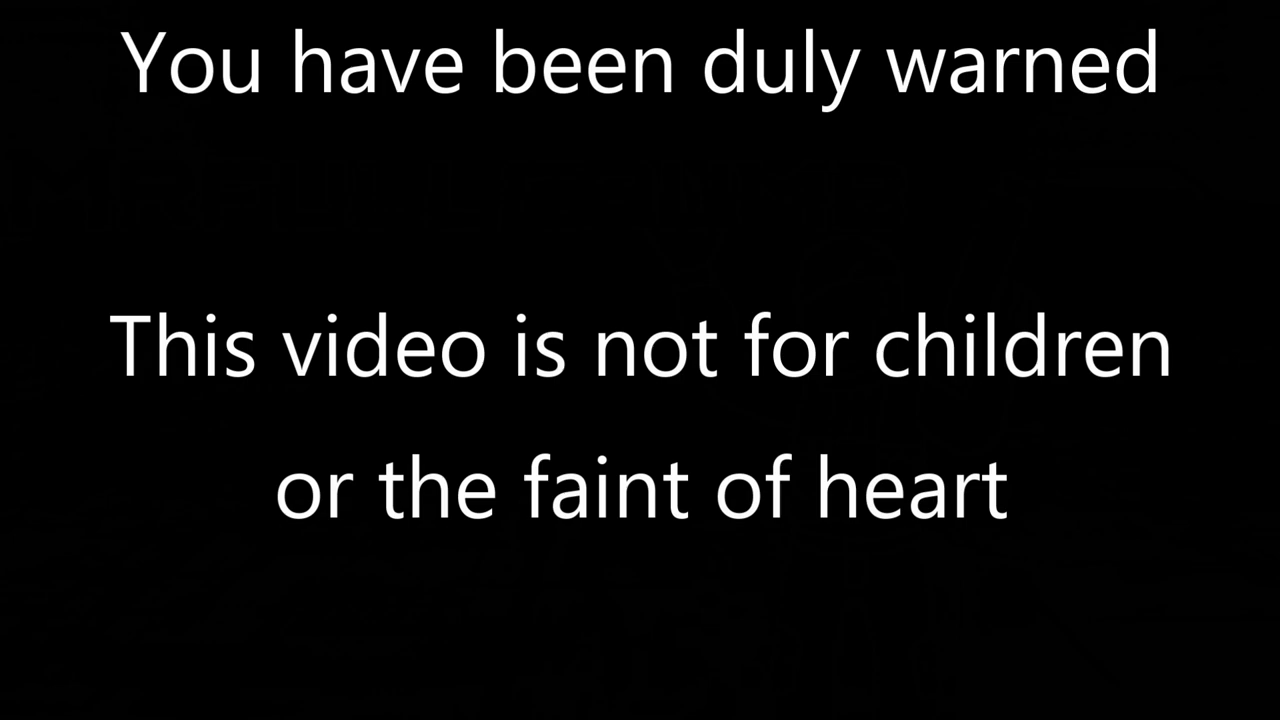 You have been duly warned
This video is not for children
or the faint of heart